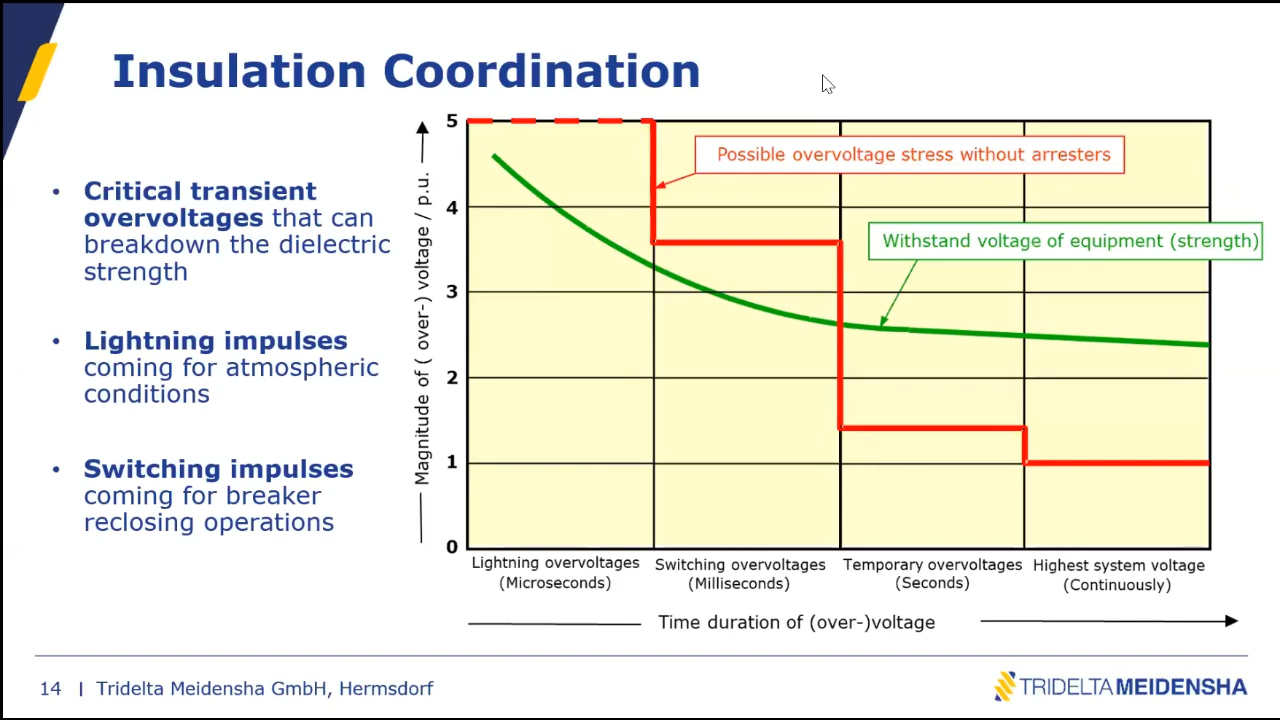 Insulation Coordination
• Critical transient
overvoltages that can
breakdown the dielectric
strength
• Lightning impulses
coming for atmospheric
conditions
• Switching impulses
coming for breaker
reclosing operations
Magnitude of ( over-) voltage / p.u.
5
4
3
2
1
0
Possible overvoltage stress without arresters
Withstand voltage of equipment (strength)
Lightning overvoltages
(Microseconds)
Switching overvoltages
(Milliseconds)
Temporary overvoltages
(Seconds)
Highest system voltage
(Continuously)
Time duration of (over-)voltage
14 | Tridelta Meidensha GmbH, Hermsdorf
TRIDELTA MEIDENSHA